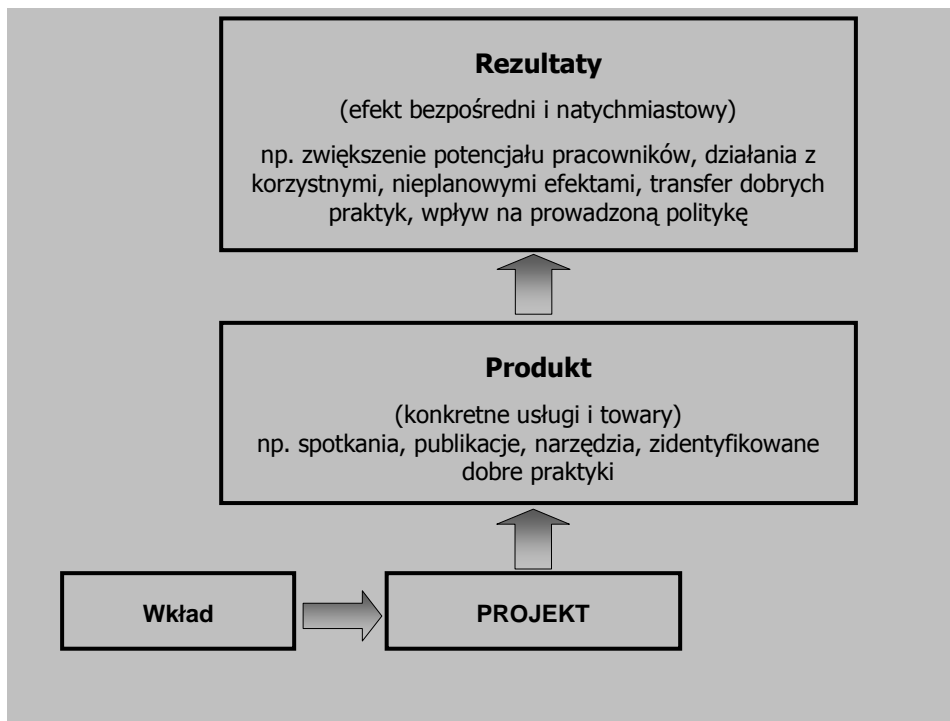 Rezultaty
(efekt bezpośredni i natychmiastowy)
np. zwiększenie potencjału pracowników, działania z
korzystnymi, nieplanowymi efektami, transfer dobrych
praktyk, wpływ na prowadzoną politykę
Produkt
(konkretne usługi i towary)
np. spotkania, publikacje, narzędzia, zidentyfikowane
dobre praktyki
Wkład
PROJEKT